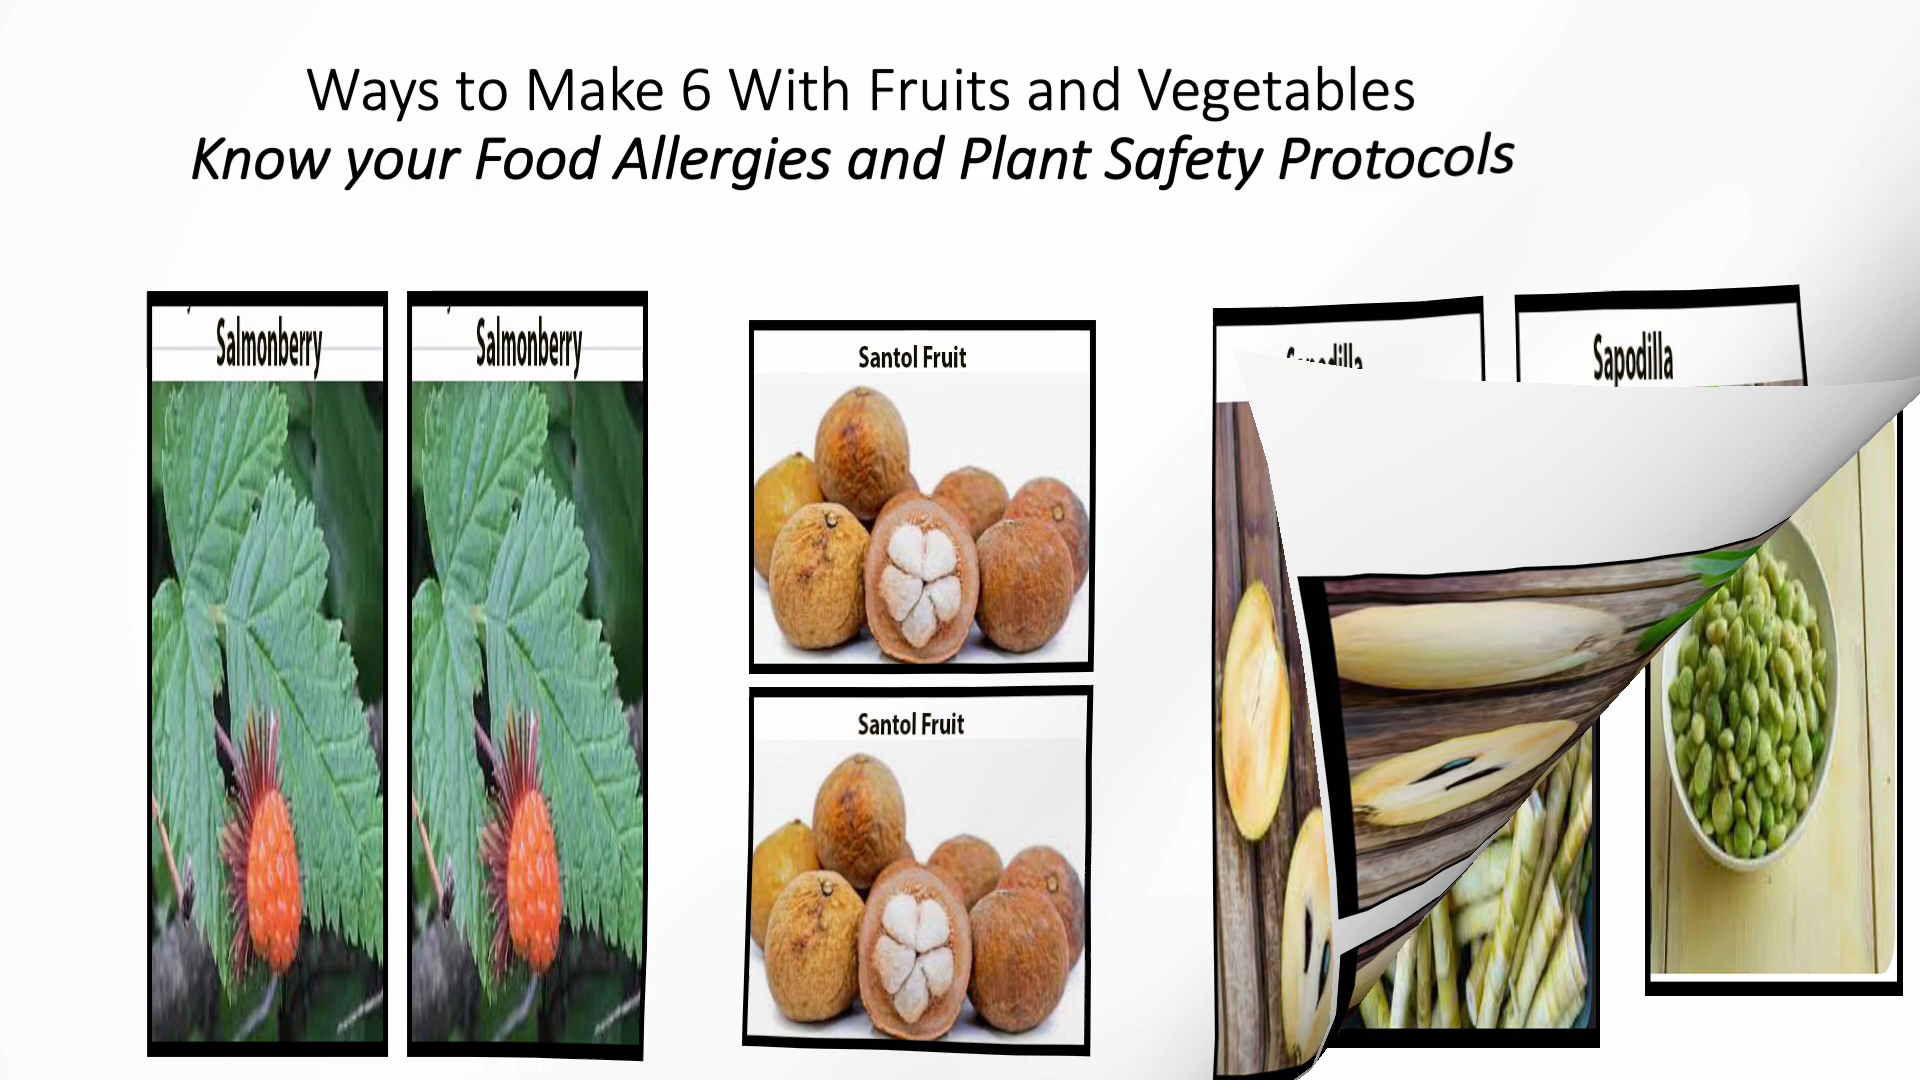 Ways to Make 6 With Fruits and Vegetables
Know your Food Allergies and Plant Safety Protocols
Salmonberry
Salmonberry
Santol Fruit
Santol Fruit
Sapodilla
Sapodilla